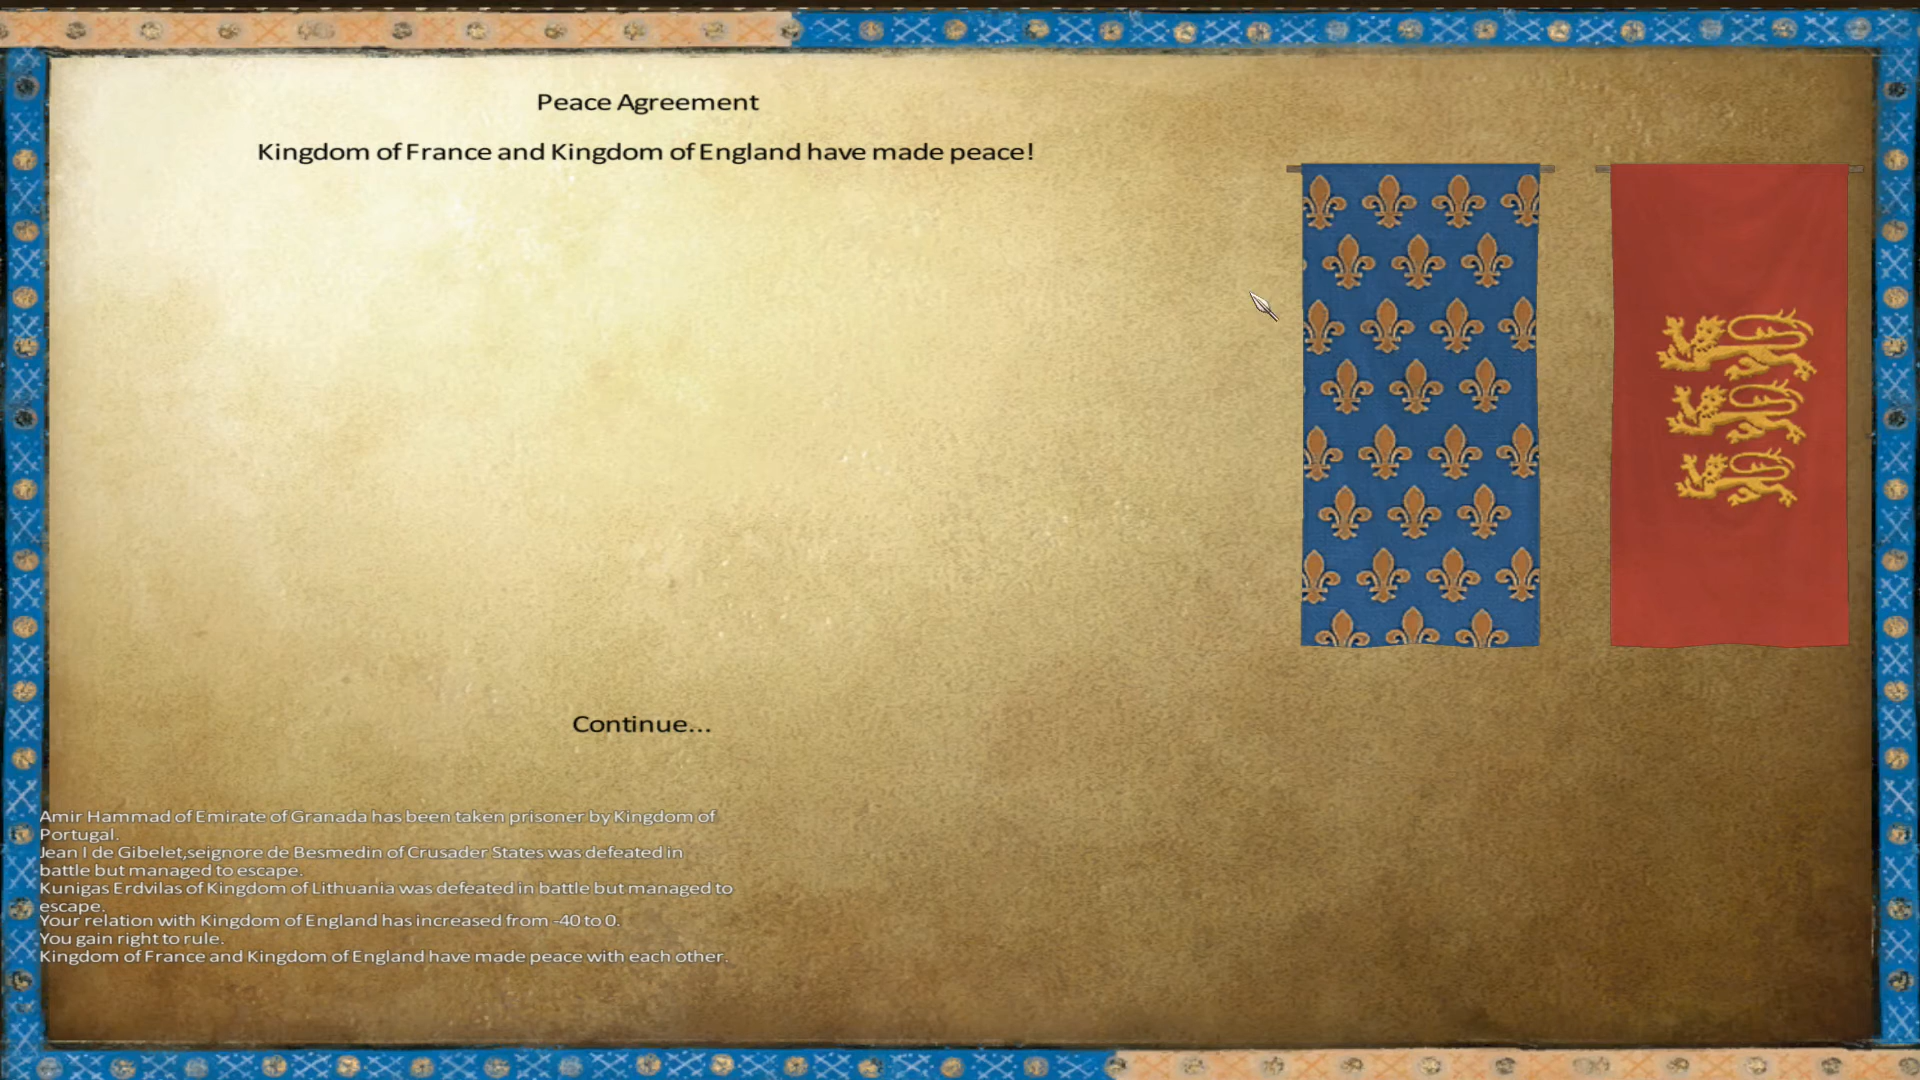 Peace Agreement
Kingdom of France and Kingdom of England have made peace!
Continue...
Amir Hammad of Emirate of Granada has been taken prisoner by Kingdom of
Portugal.
Jean I de Gibelet,seignore de Besmedin of Crusader States was defeated in
battle but managed to escape.
Kunigas Erdvilas of Kingdom of Lithuania was defeated in battle but managed to
escape.
Your relation with Kingdom of England has increased from -40 to 0.
You gain right to rule.
Kingdom of France and Kingdom of England have made peace with each other.